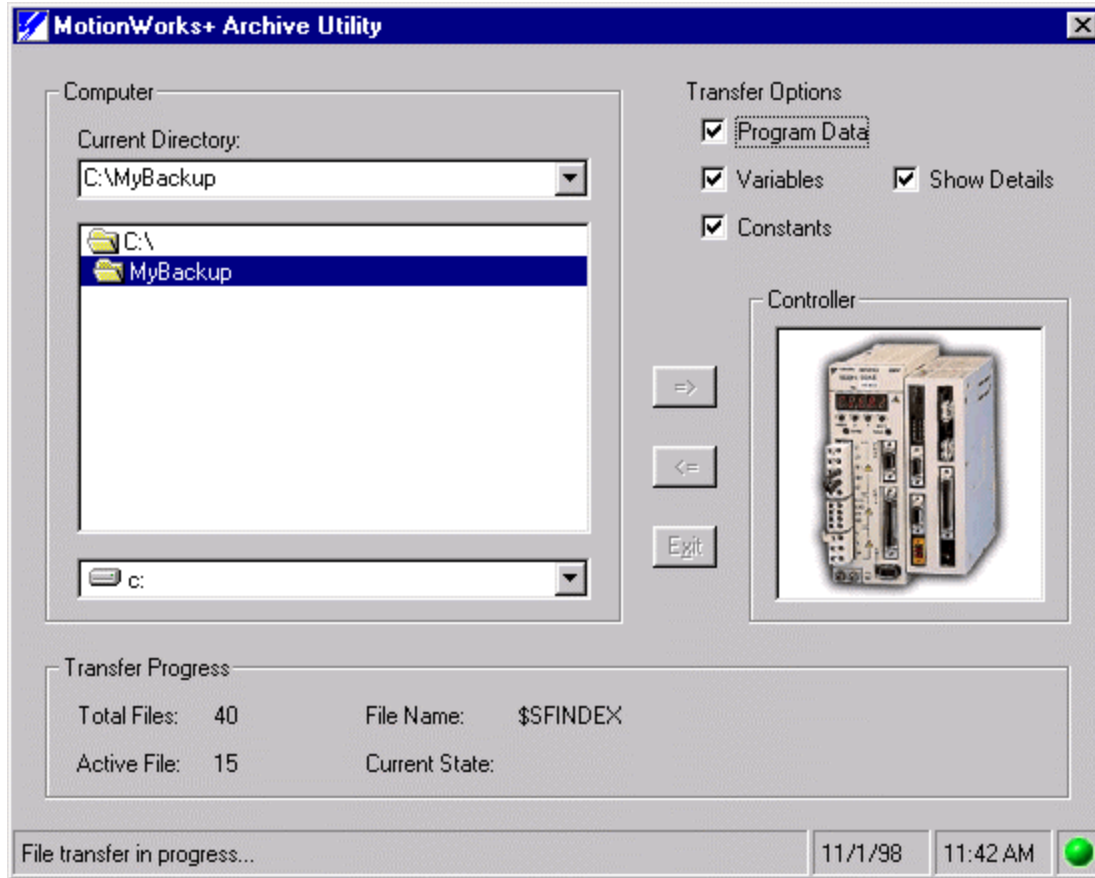 MotionWorks+ Archive Utility
Computer
Current Directory:
C:\MyBackup
C:\
MyBackup
c:
Transfer Options
Program Data
Variables
Show Details
Constants
Controller
=>
<=
Exit
Transfer Progress
Total Files: 40 File Name: $SFINDEX
Active File: 15 Current State:
File transfer in progress... 11/1/98 11:42 AM